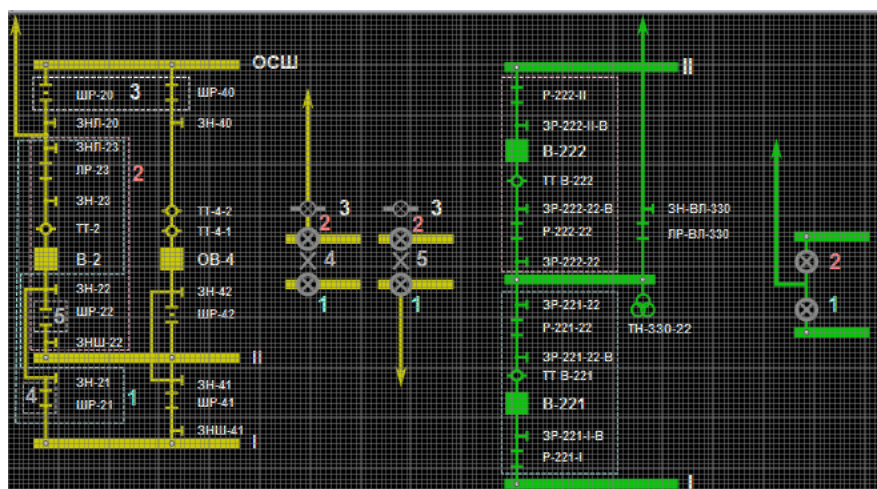 ОСШ
ШР-20
3
ШР-40
ЗНЛ-20
ЗН-40
ЗНЛ-23
ЛР-23
2
ЗН-23
ТТ-2
ТТ-4-2
ТТ-4-1
В-2
ОВ-4
ЗН-22
ЗН-42
5
ШР-22
ШР-42
ЗНШ-22
II
ЗН-21
1
ЗН-41
4
ШР-21
ШР-41
ЗНШ-41
I
3
2
4
1
3
2
5
1
II
Р-222-II
ЗР-222-II-В
В-222
ТТ В-222
ЗР-222-22-В
Р-222-22
ЗР-222-22
ЗН-ВЛ-330
ЛР-ВЛ-330
ТН-330-22
ЗР-221-22
Р-221-22
ЗР-221-22-В
ТТ В-221
В-221
ЗР-221-I-В
Р-221-I
I
2
1